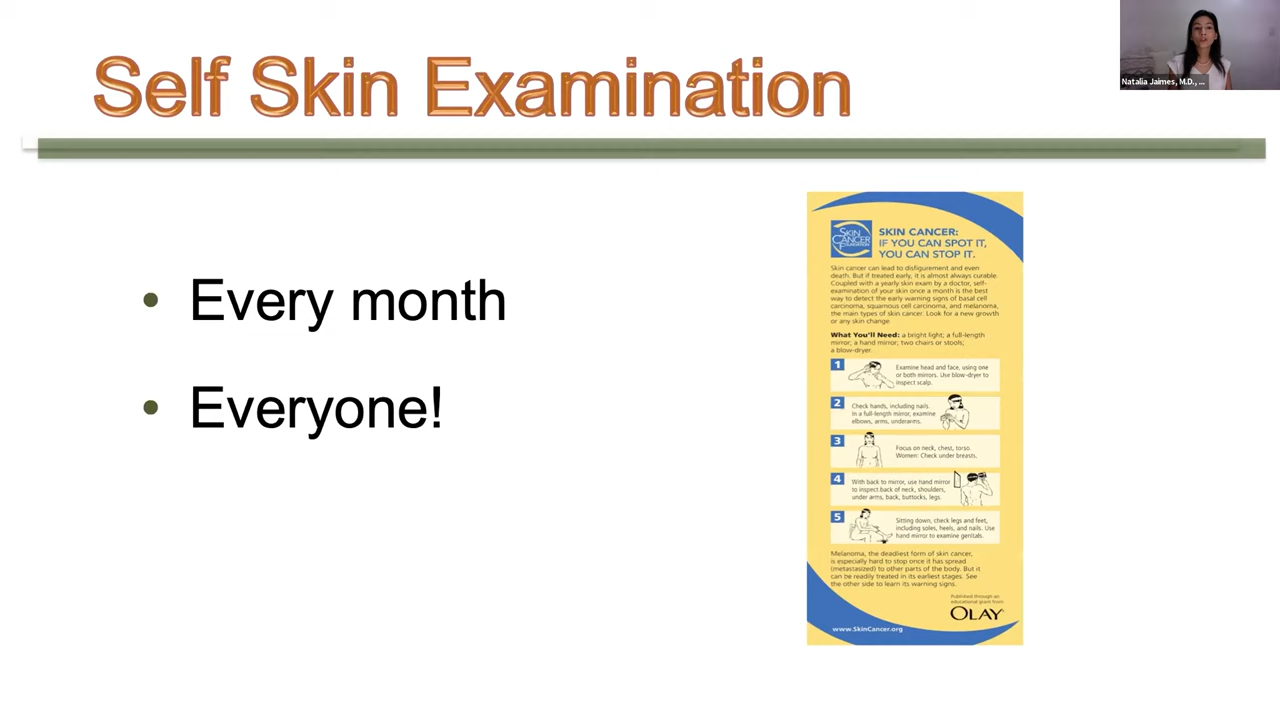 Self Skin Examination
Natalia Jaimes, M.D., ...
• Every month
• Everyone!
SKIN CANCER FOUNDATION
SKIN CANCER:
IF YOU CAN SPOT IT,
YOU CAN STOP IT.
Skin cancer can lead to disfigurement and even
death. But if treated early, it is almost always curable.
Coupled with a yearly skin exam by a doctor, self-
examination of your skin once a month is the best
way to detect the early warning signs of basal cell
carcinoma, squamous cell carcinoma, and melanoma,
the main types of skin cancer. Look for a new growth
or any skin change.
What You'll Need: a bright light; a full-length
mirror; a hand mirror; two chairs or stools;
a blow-dryer.
1
Examine head and face, using one
or both mirrors. Use blow-dryer to
inspect scalp.
2
Check hands, including nails.
In a full-length mirror, examine
elbows, arms, underarms.
3
Focus on neck, chest, torso.
Women: Check under breasts.
4
With back to mirror, use hand mirror
to inspect back of neck, shoulders,
under arms, back, buttocks, legs.
5
Sitting down, check legs and feet,
including soles, heels, and nails. Use
hand mirror to examine genitals.
Melanoma, the deadliest form of skin cancer,
is especially hard to stop once it has spread
(metastasized) to other parts of the body. But it
can be readily treated in its earliest stages. See
the other side to learn its warning signs.
Published through an
educational grant from
OLAY
www.SkinCancer.org